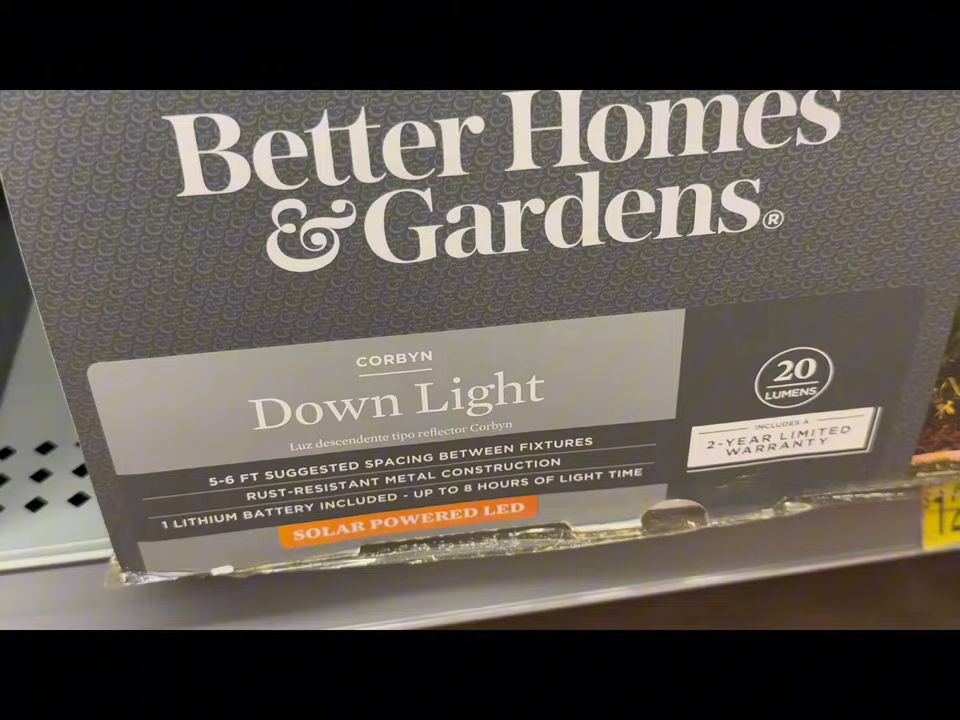 Better Homes
& Gardens®
CORBYN
Down Light
Luz descendente tipo reflector Corbyn
5-6 FT SUGGESTED SPACING BETWEEN FIXTURES
RUST-RESISTANT METAL CONSTRUCTION
1 LITHIUM BATTERY INCLUDED - UP TO 8 HOURS OF LIGHT TIME
SOLAR POWERED LED
20
LUMENS
INCLUDES A
2-YEAR LIMITED
WARRANTY